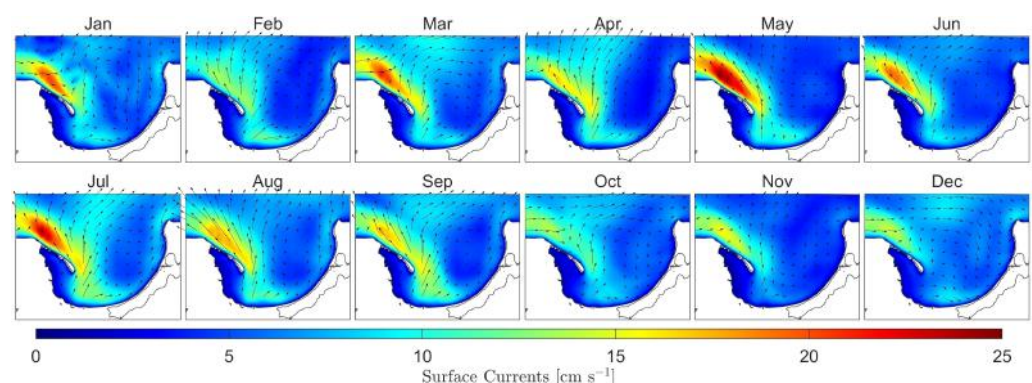 Jan Feb Mar Apr May Jun
Jul Aug Sep Oct Nov Dec
0 5 10 15 20 25
Surface Currents [cm s⁻¹]